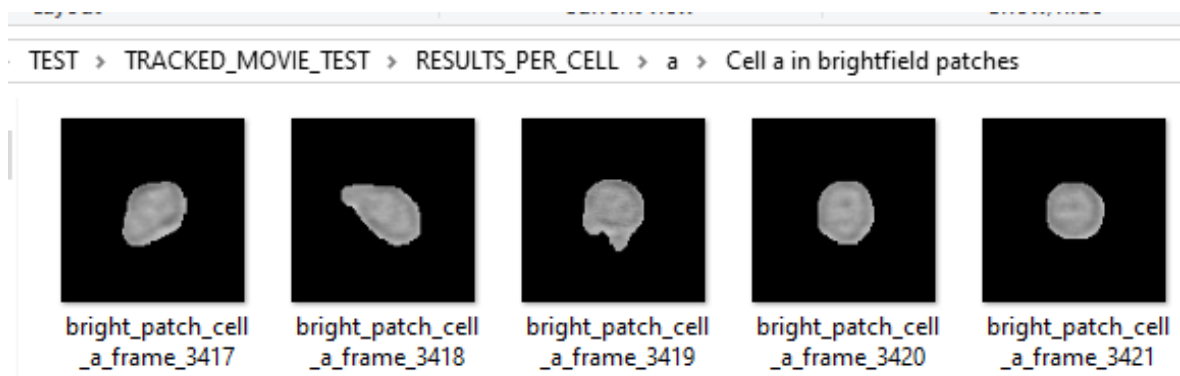 TEST > TRACKED_MOVIE_TEST > RESULTS_PER_CELL > a > Cell a in brightfield patches
bright_patch_cell
_a_frame_3417
bright_patch_cell
_a_frame_3418
bright_patch_cell
_a_frame_3419
bright_patch_cell
_a_frame_3420
bright_patch_cell
_a_frame_3421